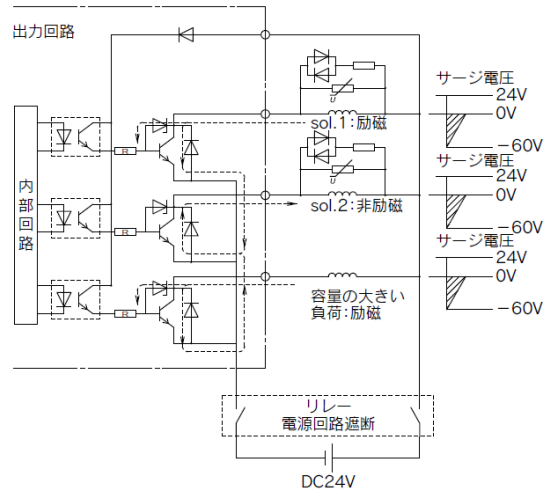 出力回路
サージ電圧
24V
0V
−60V
U
sol.1:励磁
R
サージ電圧
24V
0V
−60V
U
sol.2:非励磁
内部回路
R
サージ電圧
24V
0V
−60V
容量の大きい
負荷:励磁
R
リレー
電源回路遮断
DC24V